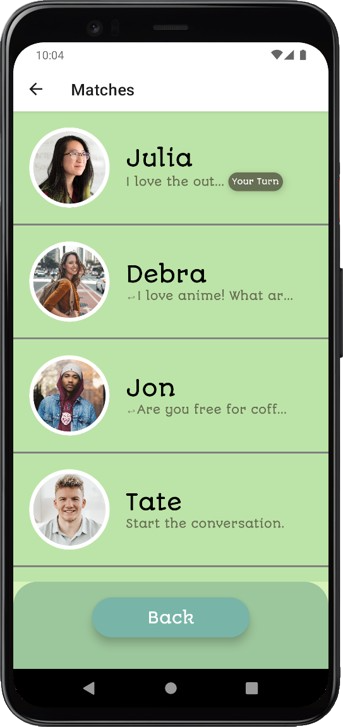 10:04
Matches
Julia
I love the out... Your Turn
Debra
I love anime! What ar...
Jon
Are you free for coff...
Tate
Start the conversation.
Back